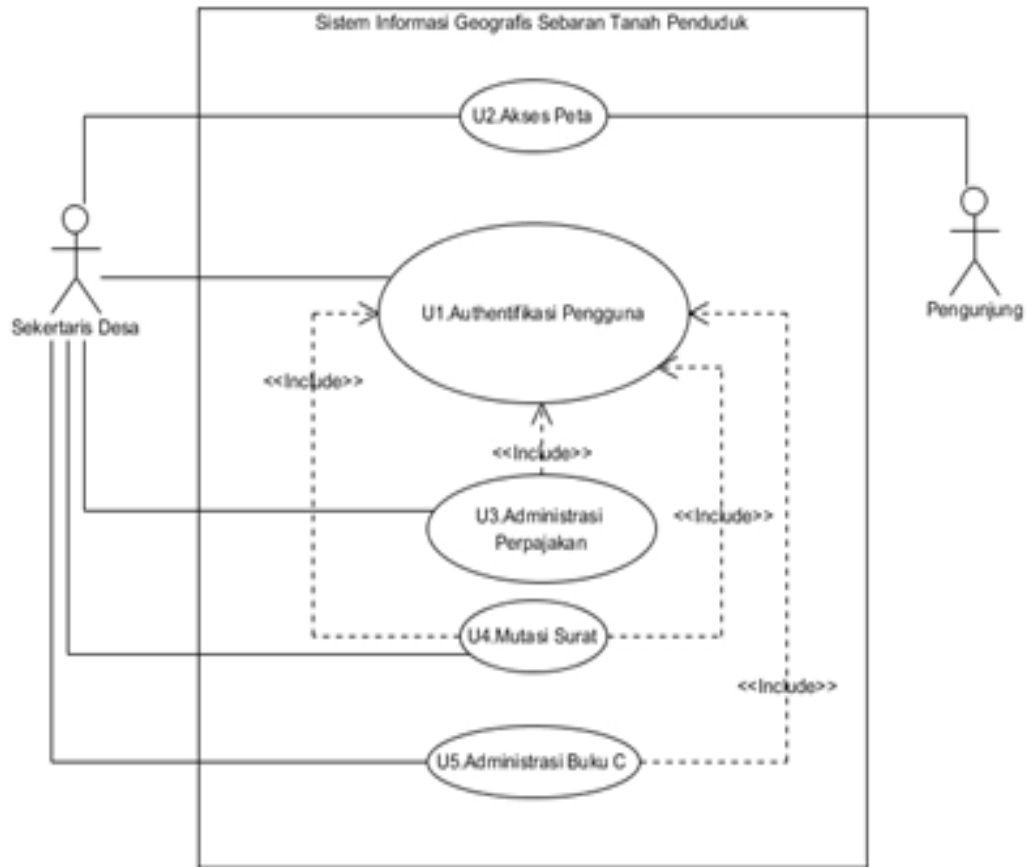 Sistem Informasi Geografis Sebaran Tanah Penduduk
U2.Akses Peta
Sekertaris Desa
Pengunjung
U1.Authentifikasi Pengguna
<<Include>>
<<Include>>
U3.Administrasi
Perpajakan
<<Include>>
U4.Mutasi Surat
<<Include>>
U5.Administrasi Buku C